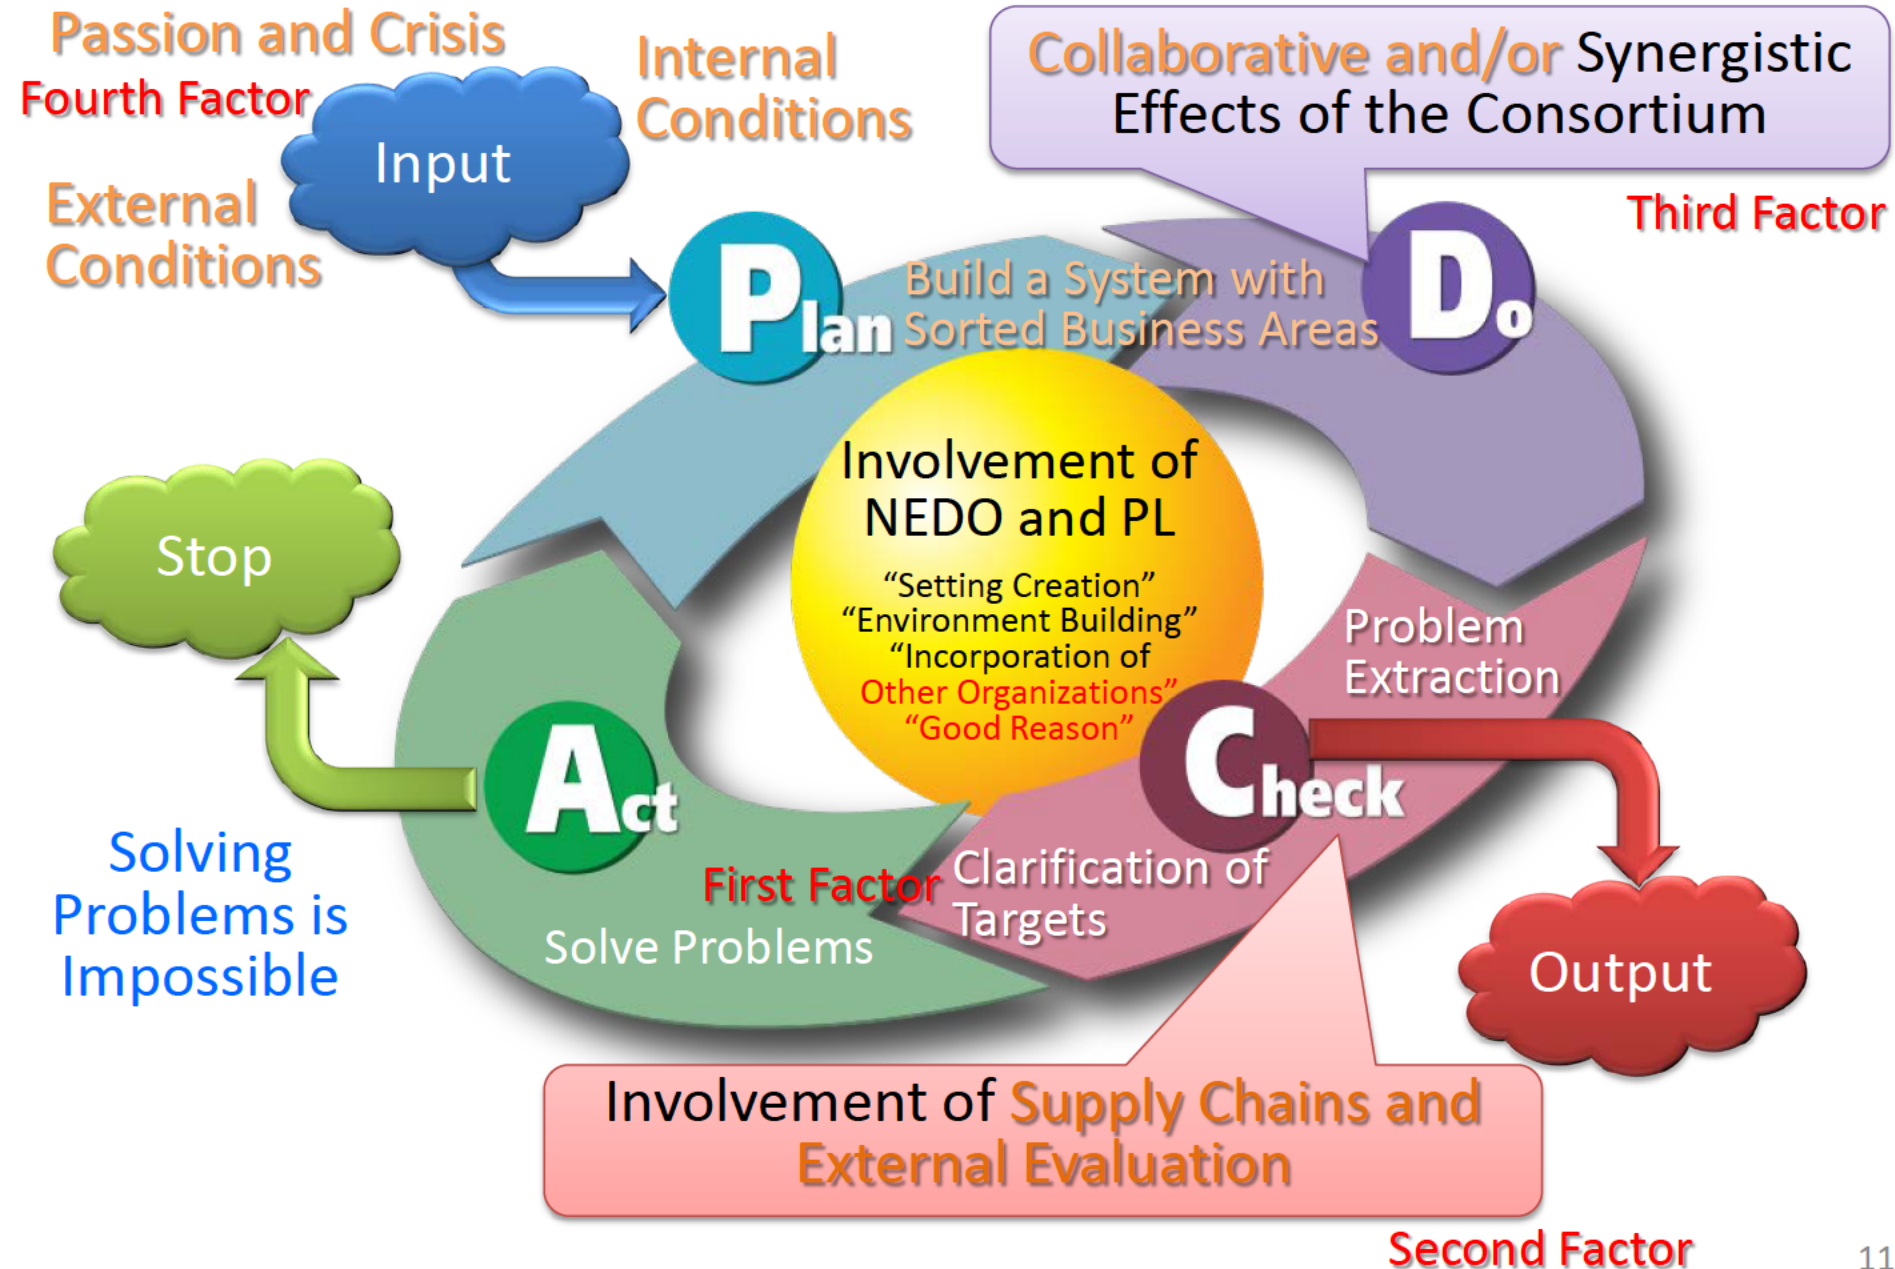 Passion and Crisis
Fourth Factor
Input
Internal
Conditions
External
Conditions
Collaborative and/or Synergistic
Effects of the Consortium
Third Factor
Plan
Build a System with
Sorted Business Areas
Do
Involvement of
NEDO and PL
“Setting Creation”
“Environment Building”
“Incorporation of
Other Organizations”
“Good Reason”
Stop
Problem
Extraction
Check
Act
Solving
Problems is
Impossible
First Factor
Solve Problems
Clarification of
Targets
Output
Involvement of Supply Chains and
External Evaluation
Second Factor
11